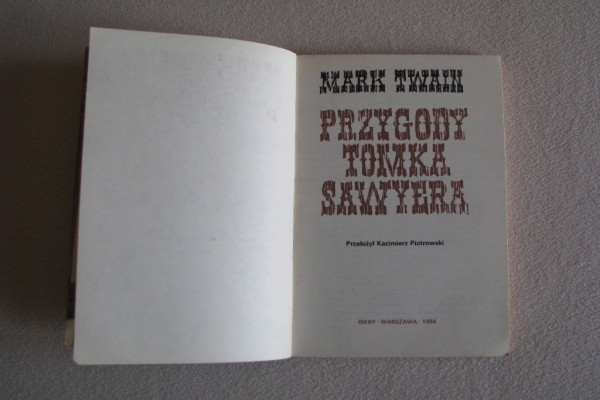 MARK TWAIN
PRZYGODY
TOMKA
SAWYERA
Przełożył Kazimierz Piotrowski
ISKRY · WARSZAWA · 1984